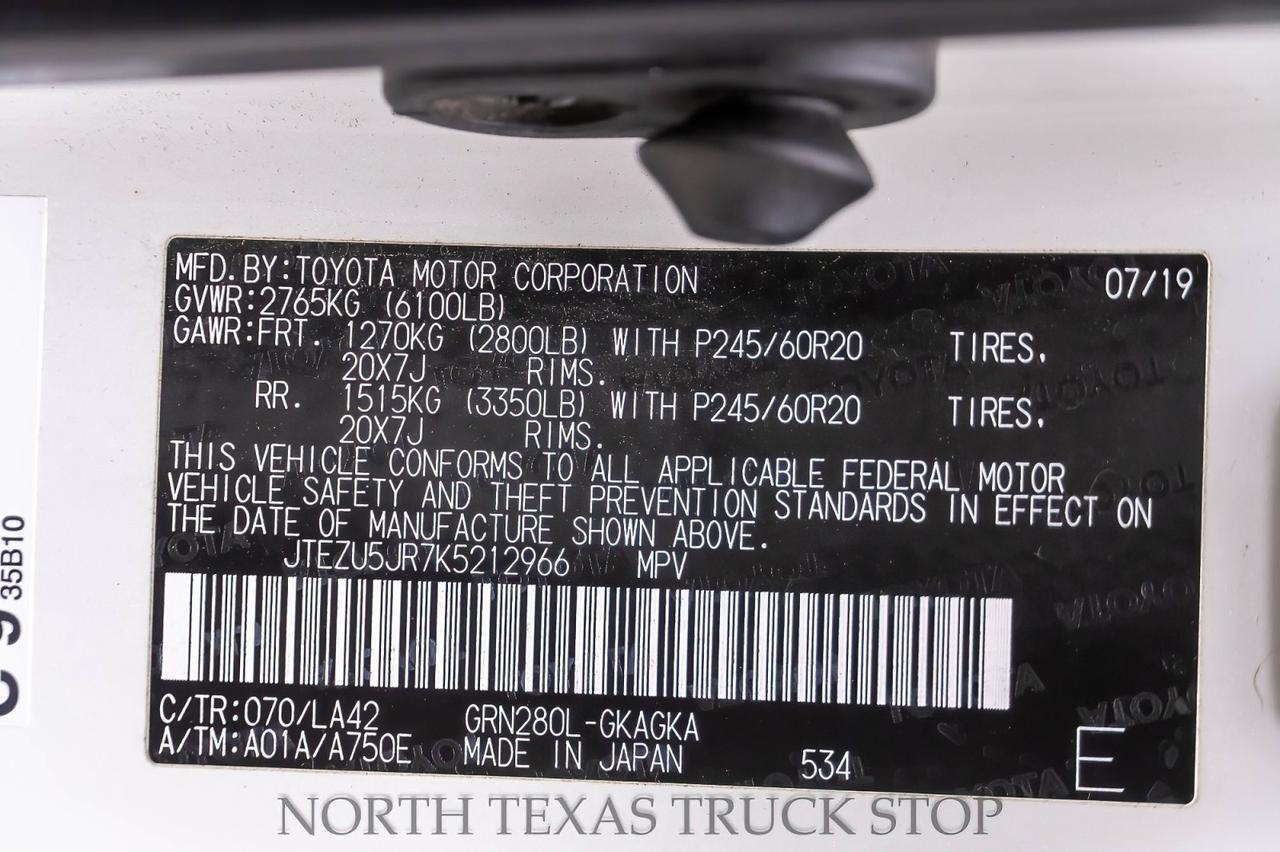 MFD.BY:TOYOTA MOTOR CORPORATION 07/19
GVWR:2765KG (6100LB)
GAWR:FRT. 1270KG (2800LB) WITH P245/60R20 TIRES,
20X7J RIMS.
RR. 1515KG (3350LB) WITH P245/60R20 TIRES,
20X7J RIMS.
THIS VEHICLE CONFORMS TO ALL APPLICABLE FEDERAL MOTOR
VEHICLE SAFETY AND THEFT PREVENTION STANDARDS IN EFFECT ON
THE DATE OF MANUFACTURE SHOWN ABOVE.
JTEZU5JR7K5212966 MPV
C/TR:070/LA42 GRN280L-GKAGKA
A/TM:A01A/A750E MADE IN JAPAN 534 E
35B10
NORTH TEXAS TRUCK STOP